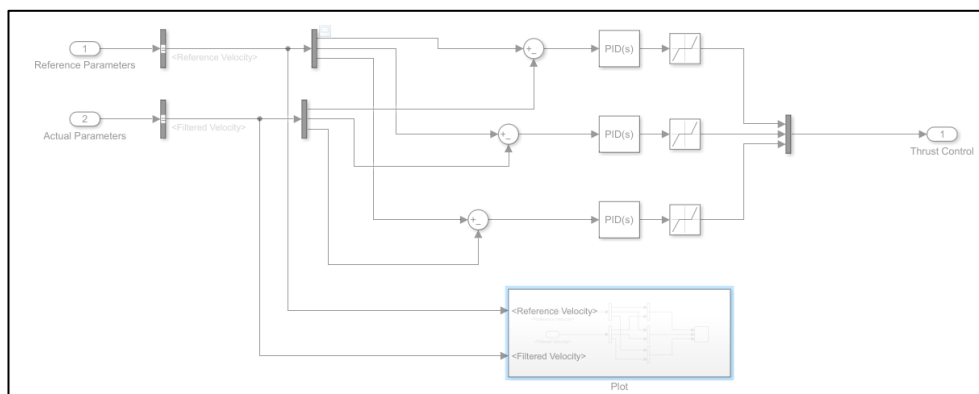 1
Reference Parameters
<Reference Velocity>
2
Actual Parameters
<Filtered Velocity>
+
−
PID(s)
+
−
PID(s)
+
−
PID(s)
1
Thrust Control
<Reference Velocity>
<Filtered Velocity>
Plot